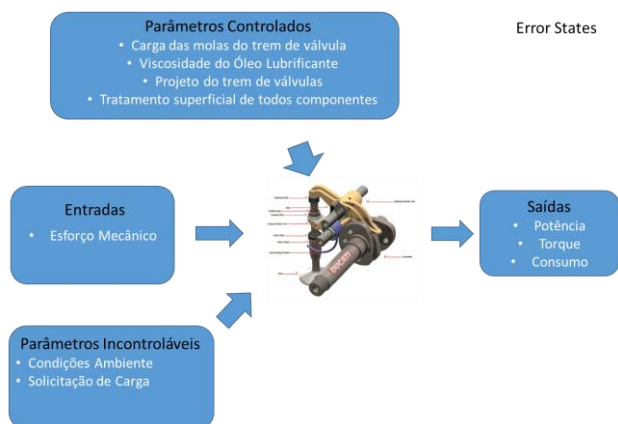 Parâmetros Controlados
• Carga das molas do trem de válvula
• Viscosidade do Óleo Lubrificante
• Projeto do trem de válvulas
• Tratamento superficial de todos componentes
Error States
Entradas
• Esforço Mecânico
DUCATI
Saídas
• Potência
• Torque
• Consumo
Parâmetros Incontroláveis
• Condições Ambiente
• Solicitação de Carga